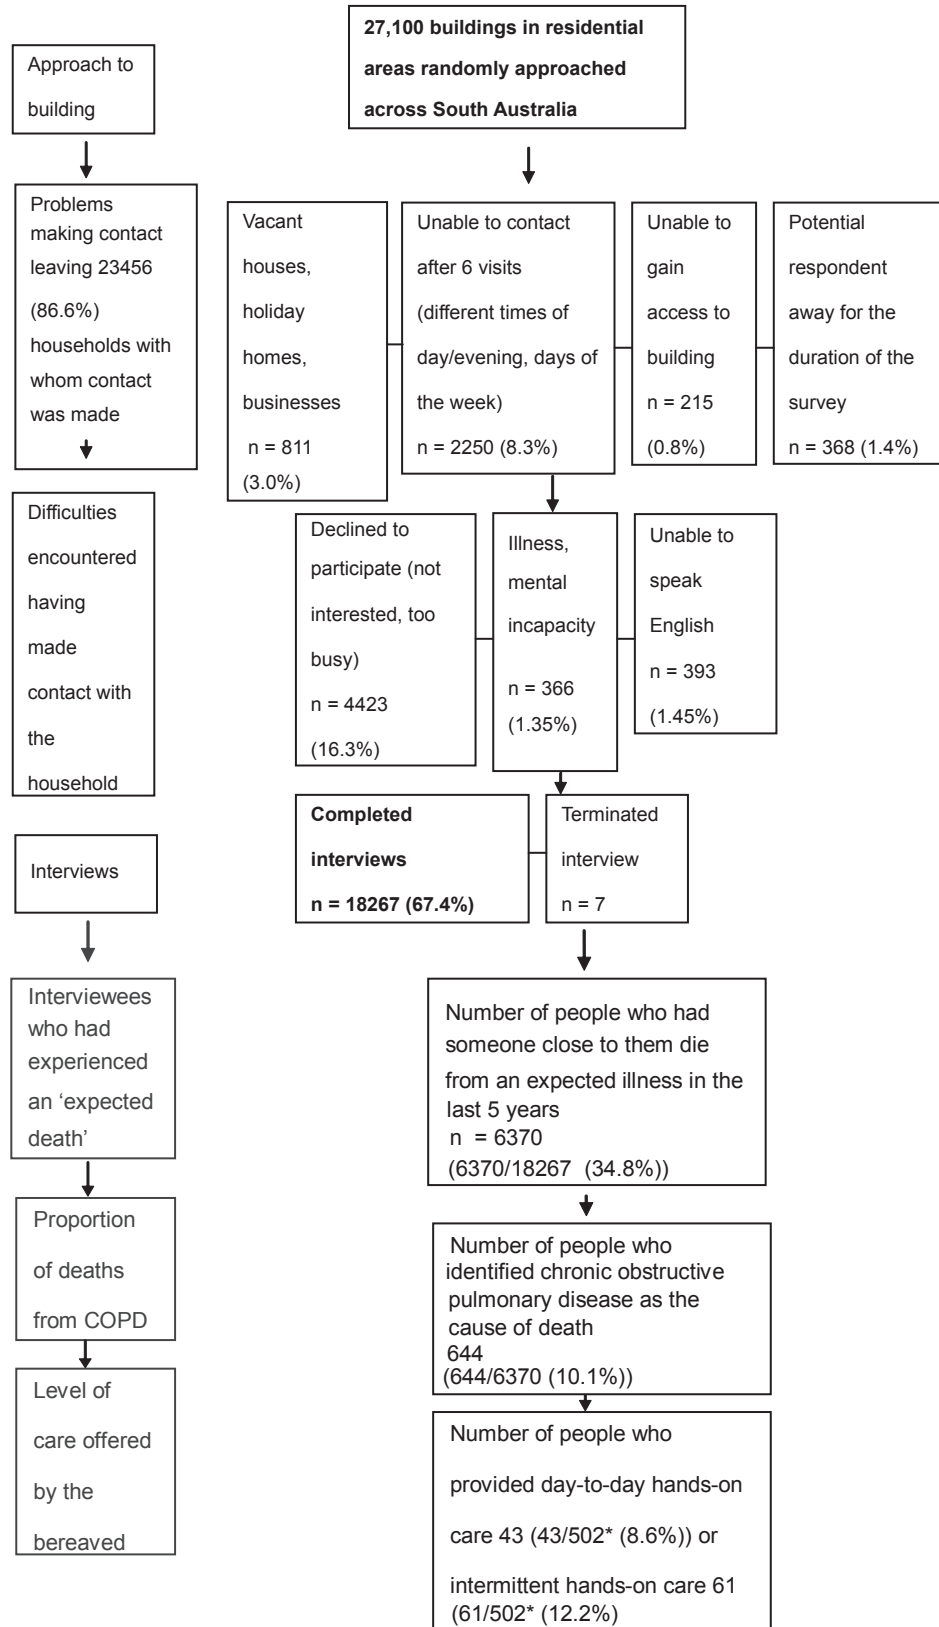 27,100 buildings in residential
areas randomly approached
across South Australia
Approach to
building
Problems
making contact
leaving 23456
(86.6%)
households with
whom contact
was made
Vacant
houses,
holiday
homes,
businesses
n = 811
(3.0%)
Unable to contact
after 6 visits
(different times of
day/evening, days of
the week)
n = 2250 (8.3%)
Unable to
gain
access to
building
n = 215
(0.8%)
Potential
respondent
away for the
duration of the
survey
n = 368 (1.4%)
Difficulties
encountered
having
made
contact with
the
household
Declined to
participate (not
interested, too
busy)
n = 4423
(16.3%)
Illness,
mental
incapacity
n = 366
(1.35%)
Unable to
speak
English
n = 393
(1.45%)
Interviews
Completed
interviews
n = 18267 (67.4%)
Terminated
interview
n = 7
Interviewees
who had
experienced
an ‘expected
death’
Number of people who had
someone close to them die
from an expected illness in the
last 5 years
n = 6370
(6370/18267 (34.8%))
Proportion
of deaths
from COPD
Number of people who
identified chronic obstructive
pulmonary disease as the
cause of death
644
(644/6370 (10.1%))
Level of
care offered
by the
bereaved
Number of people who
provided day-to-day hands-on
care 43 (43/502* (8.6%)) or
intermittent hands-on care 61
(61/502* (12.2%)